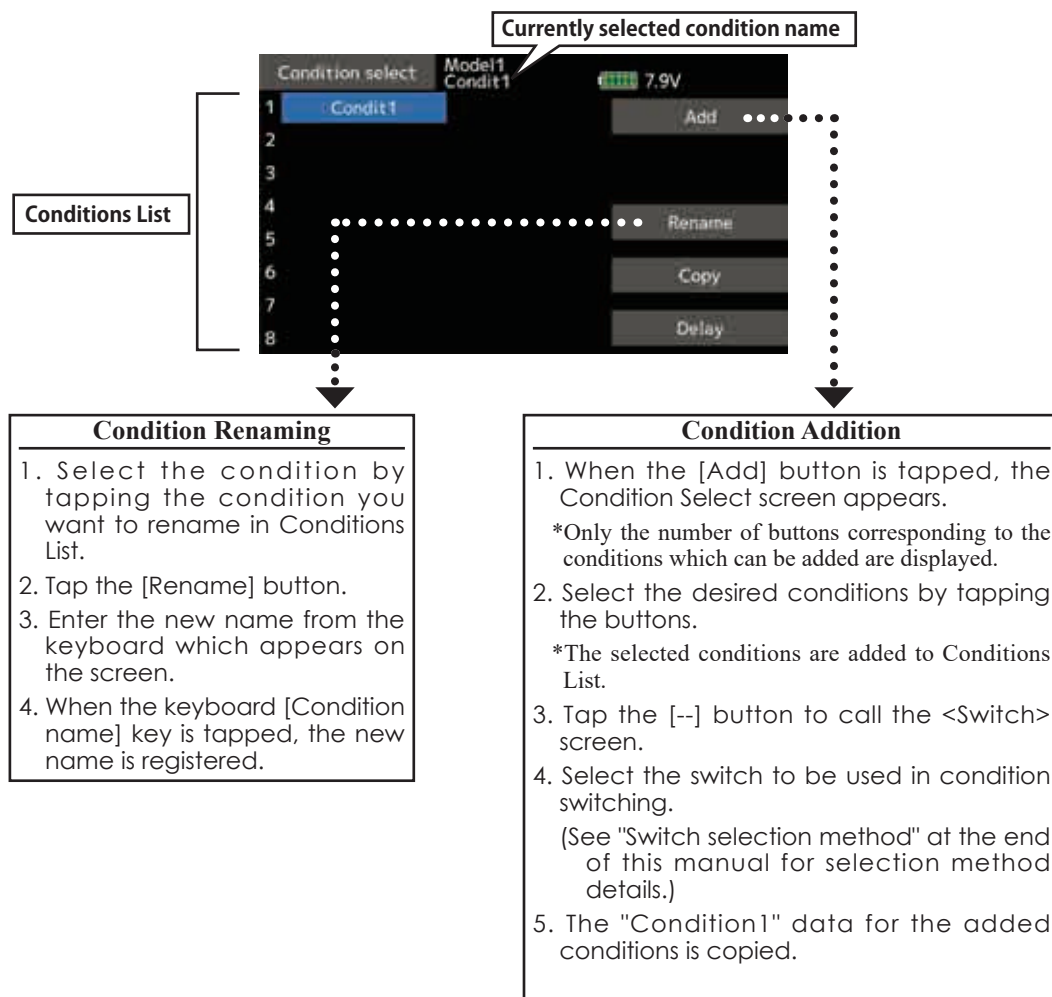 Currently selected condition name
Condition select
Model1
Condit1
7.9V
1 Condit1
2
3
4
5
6
7
8
Add
Rename
Copy
Delay
Conditions List
Condition Renaming
1. Select the condition by
tapping the condition you
want to rename in Conditions
List.
2. Tap the [Rename] button.
3. Enter the new name from the
keyboard which appears on
the screen.
4. When the keyboard [Condition
name] key is tapped, the new
name is registered.
Condition Addition
1. When the [Add] button is tapped, the
Condition Select screen appears.
*Only the number of buttons corresponding to the
conditions which can be added are displayed.
2. Select the desired conditions by tapping
the buttons.
*The selected conditions are added to Conditions
List.
3. Tap the [--] button to call the <Switch>
screen.
4. Select the switch to be used in condition
switching.
(See "Switch selection method" at the end
of this manual for selection method
details.)
5. The "Condition1" data for the added
conditions is copied.